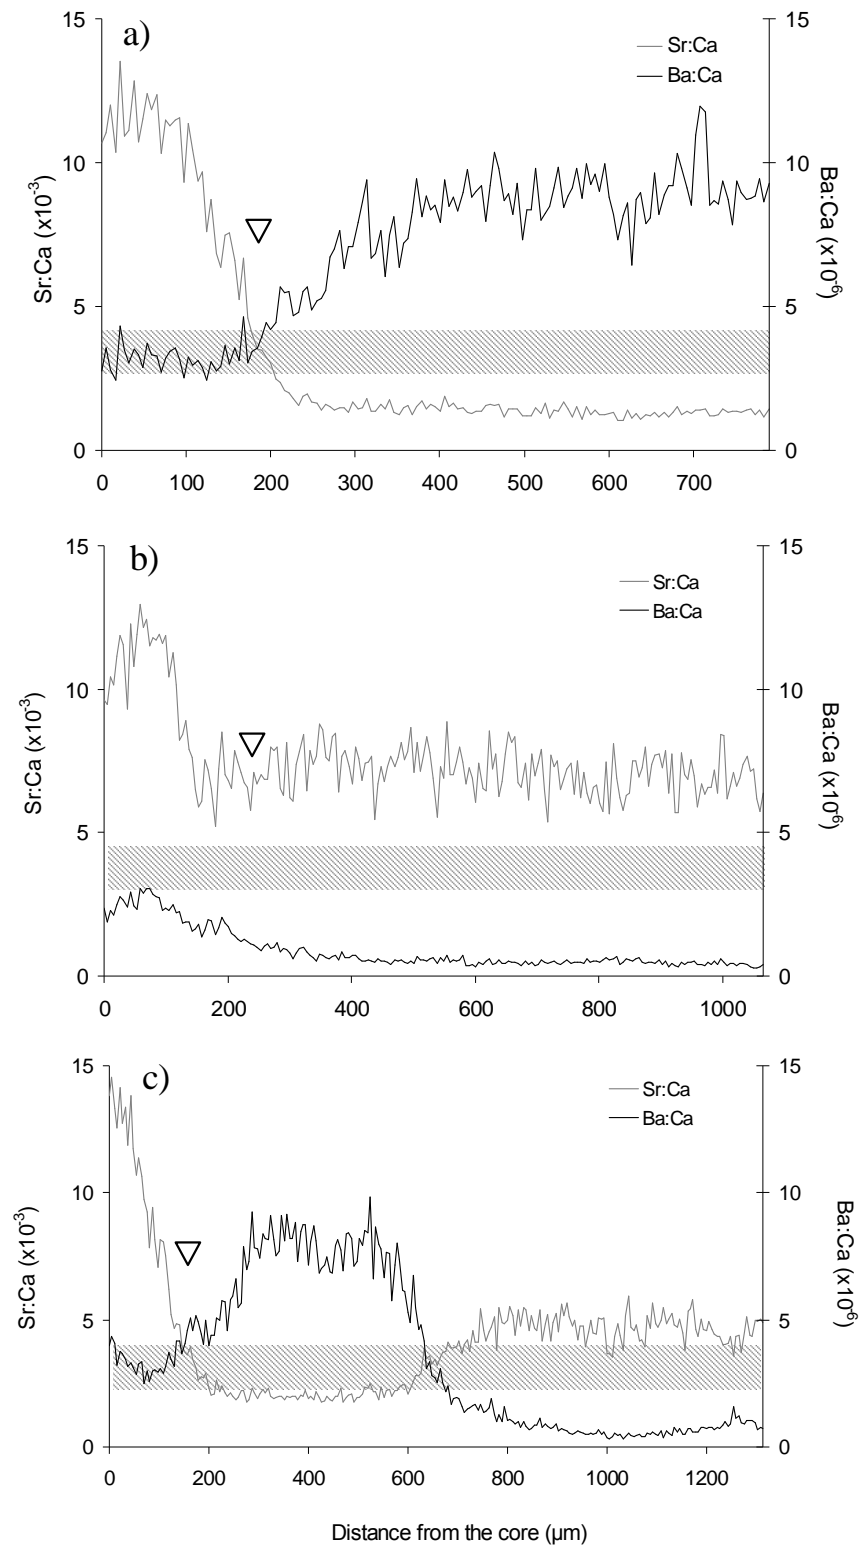 a)
15
10
5
0
Sr:Ca (x10-3)
Sr:Ca
Ba:Ca
15
10
5
0
Ba:Ca (x10-6)
0 100 200 300 400 500 600 700
b)
15
10
5
0
Sr:Ca (x10-3)
Sr:Ca
Ba:Ca
15
10
5
0
Ba:Ca (x10-6)
0 200 400 600 800 1000
c)
15
10
5
0
Sr:Ca (x10-3)
Sr:Ca
Ba:Ca
15
10
5
0
Ba:Ca (x10-6)
0 200 400 600 800 1000 1200
Distance from the core (µm)